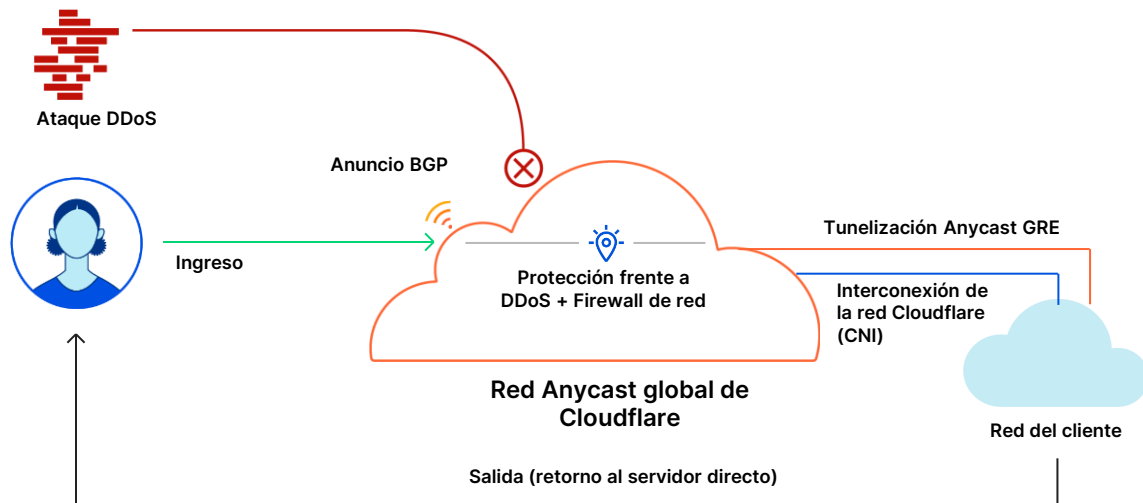 Ataque DDoS
Anuncio BGP
Ingreso
Protección frente a
DDoS + Firewall de red
Tunelización Anycast GRE
Interconexión de
la red Cloudflare
(CNI)
Red Anycast global de
Cloudflare
Red del cliente
Salida (retorno al servidor directo)